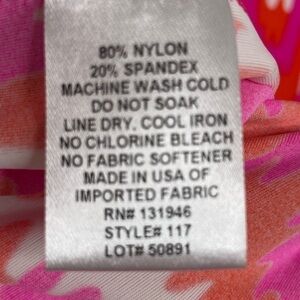 80% NYLON
20% SPANDEX
MACHINE WASH COLD
DO NOT SOAK
LINE DRY, COOL IRON
NO CHLORINE BLEACH
NO FABRIC SOFTENER
MADE IN USA OF
IMPORTED FABRIC
RN# 131946
STYLE# 117
LOT# 50891